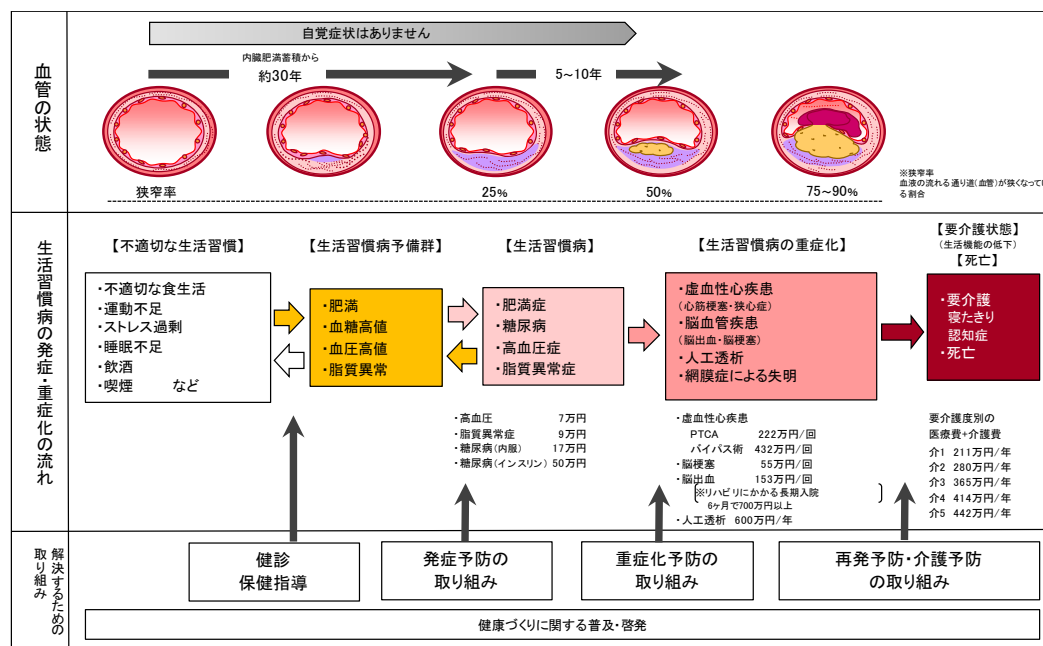 血管の状態
自覚症状はありません
内臓肥満蓄積から
約30年
5~10年
狭窄率
25%
50%
75~90%
※狭窄率
血液の流れる通り道(血管)が狭くなってい
る割合
生活習慣病の発症・重症化の流れ
【不適切な生活習慣】
・不適切な食生活
・運動不足
・ストレス過剰
・睡眠不足
・飲酒
・喫煙 など
【生活習慣病予備群】
・肥満
・血糖高値
・血圧高値
・脂質異常
【生活習慣病】
・肥満症
・糖尿病
・高血圧症
・脂質異常症
・高血圧 7万円
・脂質異常症 9万円
・糖尿病(内服) 17万円
・糖尿病(インスリン) 50万円
【生活習慣病の重症化】
・虚血性心疾患
(心筋梗塞・狭心症)
・脳血管疾患
(脳出血・脳梗塞)
・人工透析
・網膜症による失明
・虚血性心疾患
PTCA 222万円/回
バイパス術 432万円/回
・脳梗塞 55万円/回
・脳出血 153万円/回
※リハビリにかかる長期入院
6ヶ月で700万円以上
・人工透析 600万円/年
【要介護状態】
(生活機能の低下)
【死亡】
・要介護
寝たきり
認知症
・死亡
要介護度別の
医療費+介護費
介1 211万円/年
介2 280万円/年
介3 365万円/年
介4 414万円/年
介5 442万円/年
解決するための
取り組み
健診
保健指導
発症予防の
取り組み
重症化予防の
取り組み
再発予防・介護予防
の取り組み
健康づくりに関する普及・啓発